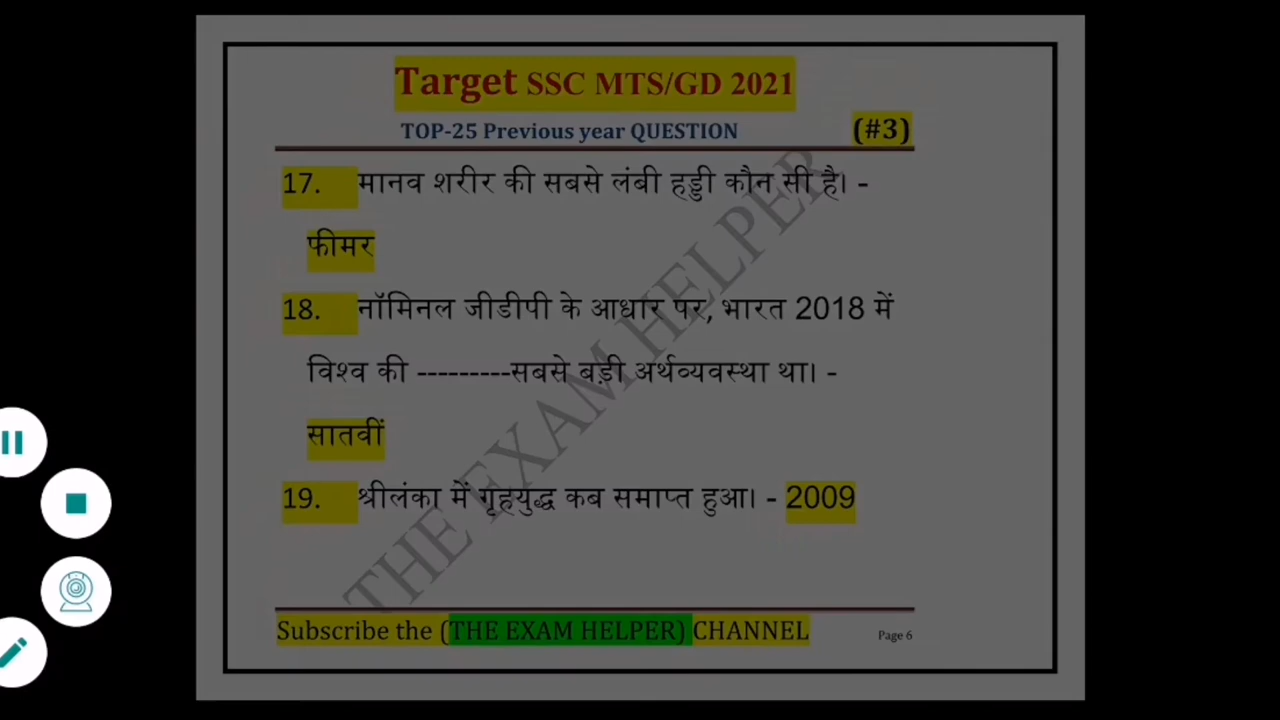 Target SSC MTS/GD 2021
TOP-25 Previous year QUESTION (#3)
17. मानव शरीर की सबसे लंबी हड्डी कौन सी है। -
फीमर
18. नॉमिनल जीडीपी के आधार पर, भारत 2018 में
विश्व की ---------सबसे बड़ी अर्थव्यवस्था था। -
सातवीं
19. श्रीलंका में गृहयुद्ध कब समाप्त हुआ। - 2009
THE EXAM HELPER
Subscribe the (THE EXAM HELPER) CHANNEL Page 6